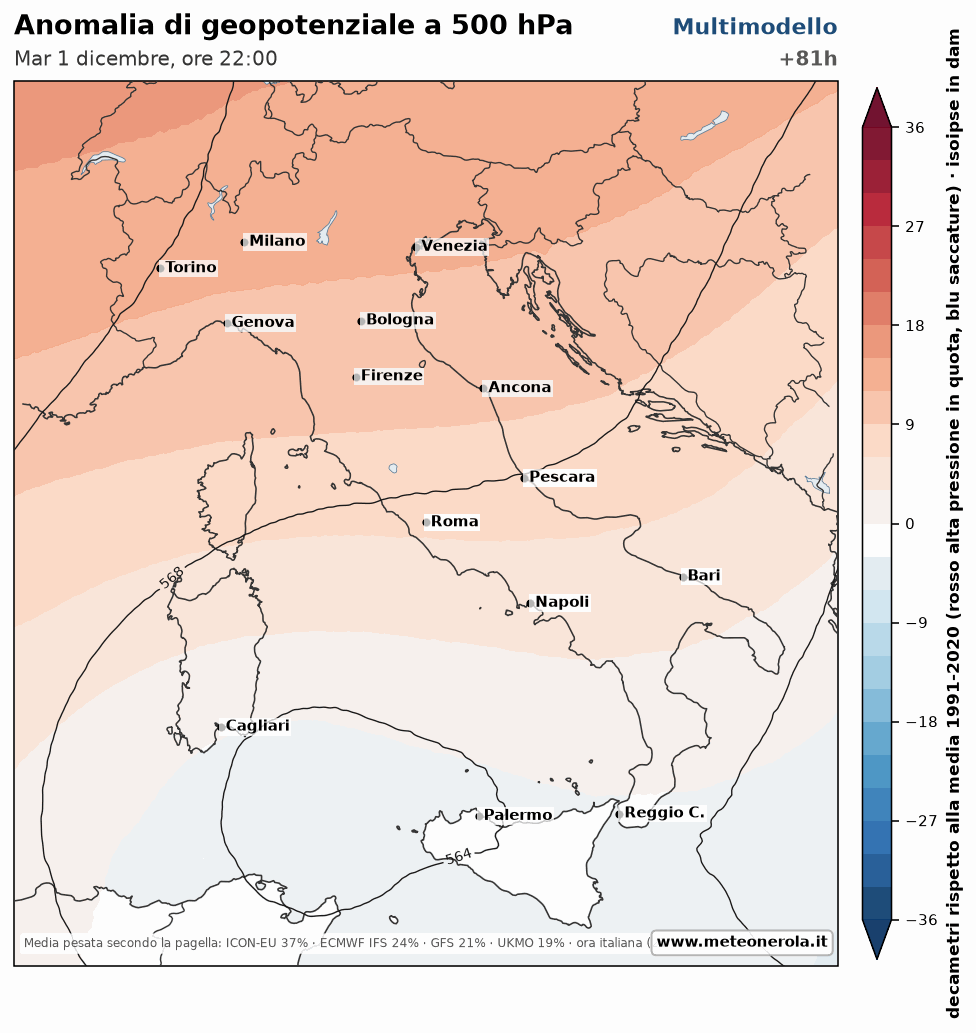 Anomalia di geopotenziale a 500 hPa
Multimodello
Mar 1 dicembre, ore 22:00
+81h
Milano
Venezia
Torino
Genova
Bologna
Firenze
Ancona
Pescara
Roma
568
Bari
Napoli
Cagliari
Palermo
Reggio C.
564
Media pesata secondo la pagella: ICON-EU 37% · ECMWF IFS 24% · GFS 21% · UKMO 19% · ora italiana (
www.meteonerola.it
36
27
18
9
0
−9
−18
−27
−36
decametri rispetto alla media 1991-2020 (rosso alta pressione in quota, blu saccature) · isoipse in dam